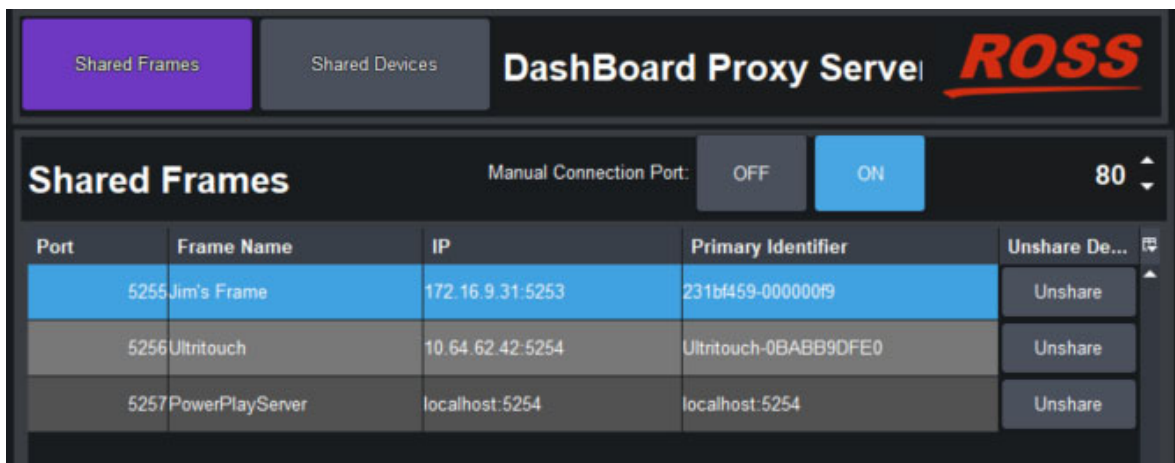 Shared Frames Shared Devices DashBoard Proxy Server ROSS
Shared Frames Manual Connection Port: OFF ON 80
Port Frame Name IP Primary Identifier Unshare De...
5255 Jim's Frame 172.16.9.31:5253 231bf459-000000f9 Unshare
5256 Ultritouch 10.64.62.42:5254 Ultritouch-0BABB9DFE0 Unshare
5257 PowerPlayServer localhost:5254 localhost:5254 Unshare